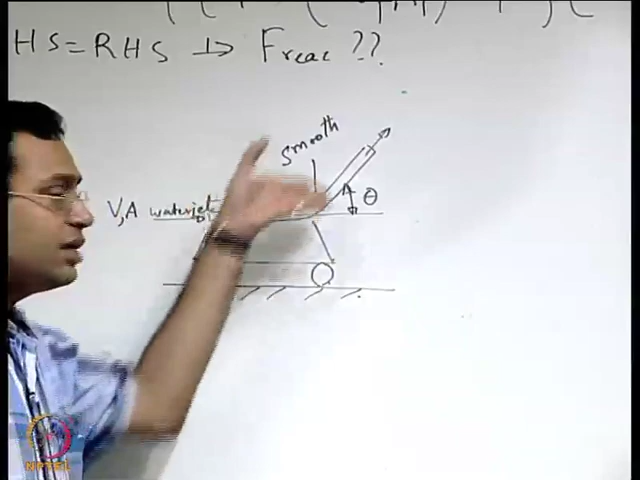 HS=RHS → Freac ??
smooth
θ
V,A waterjet
NPTEL